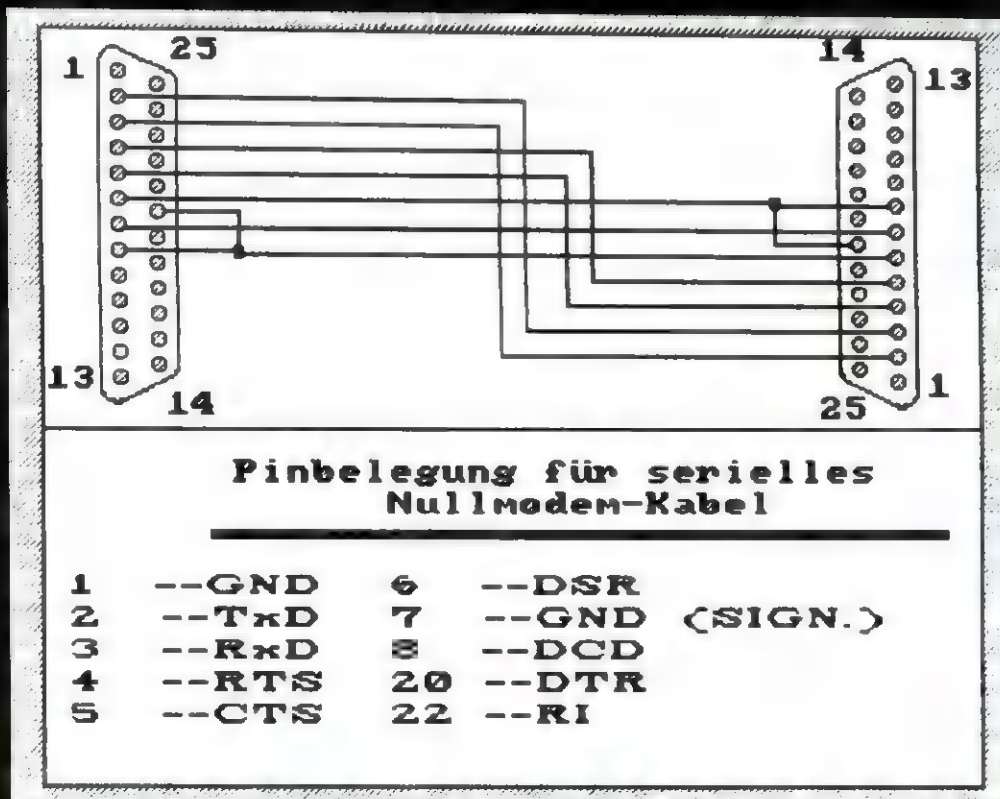 25
14
1
13
13
14
25
1
Pinbelegung für serielles
Nullmodem-Kabel
1 --GND 6 --DSR
2 --TxD 7 --GND (SIGN.)
3 --RxD 8 --DCD
4 --RTS 20 --DTR
5 --CTS 22 --RI